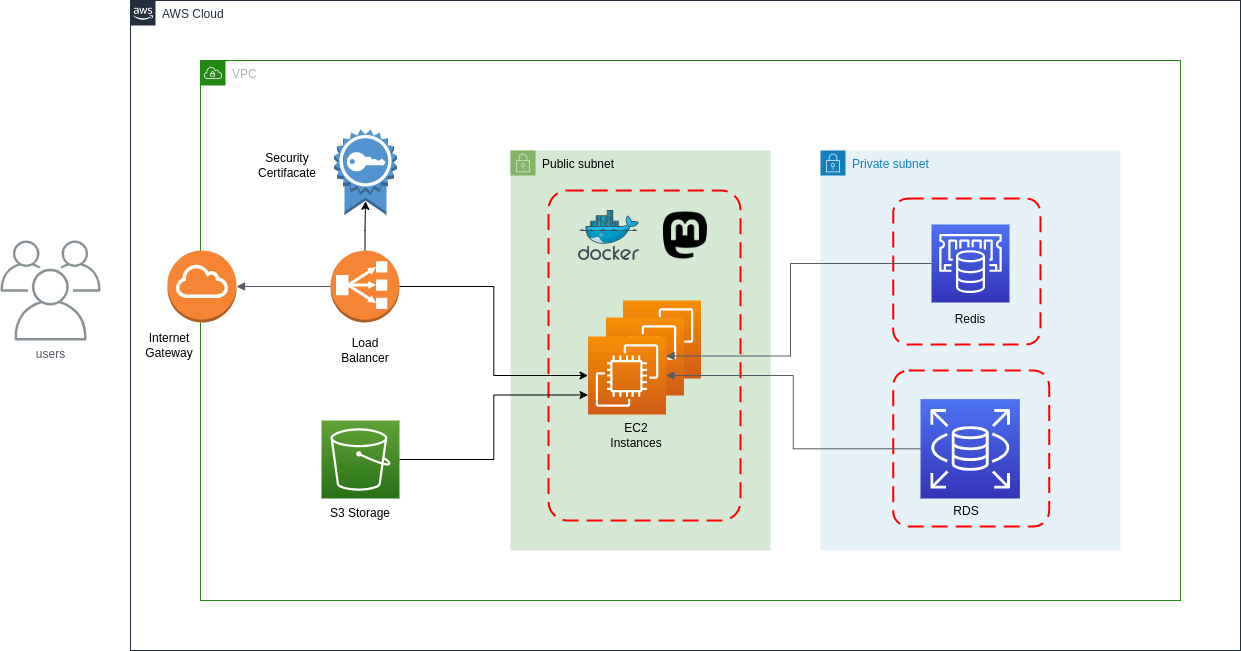 aws
AWS Cloud
VPC
Security
Certifacate
Public subnet
Private subnet
docker
m
users
Internet
Gateway
Load
Balancer
Redis
EC2
Instances
S3 Storage
RDS